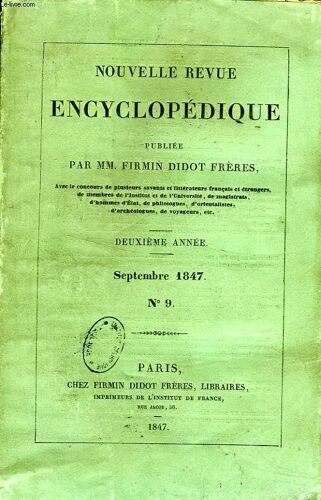 NOUVELLE REVUE
ENCYCLOPÉDIQUE
PUBLIÉE
PAR MM. FIRMIN DIDOT FRÈRES,
Avec le concours de plusieurs savants et littérateurs français et étrangers,
de membres de l'Institut et de l'Université, de magistrats,
d'hommes d'État, de philologues, d'orientalistes,
d'archéologues, de voyageurs, etc.
DEUXIÈME ANNÉE.
Septembre 1847.
N° 9.
PARIS,
CHEZ FIRMIN DIDOT FRÈRES, LIBRAIRES,
IMPRIMEURS DE L'INSTITUT DE FRANCE,
RUE JACOB, 56.
1847.